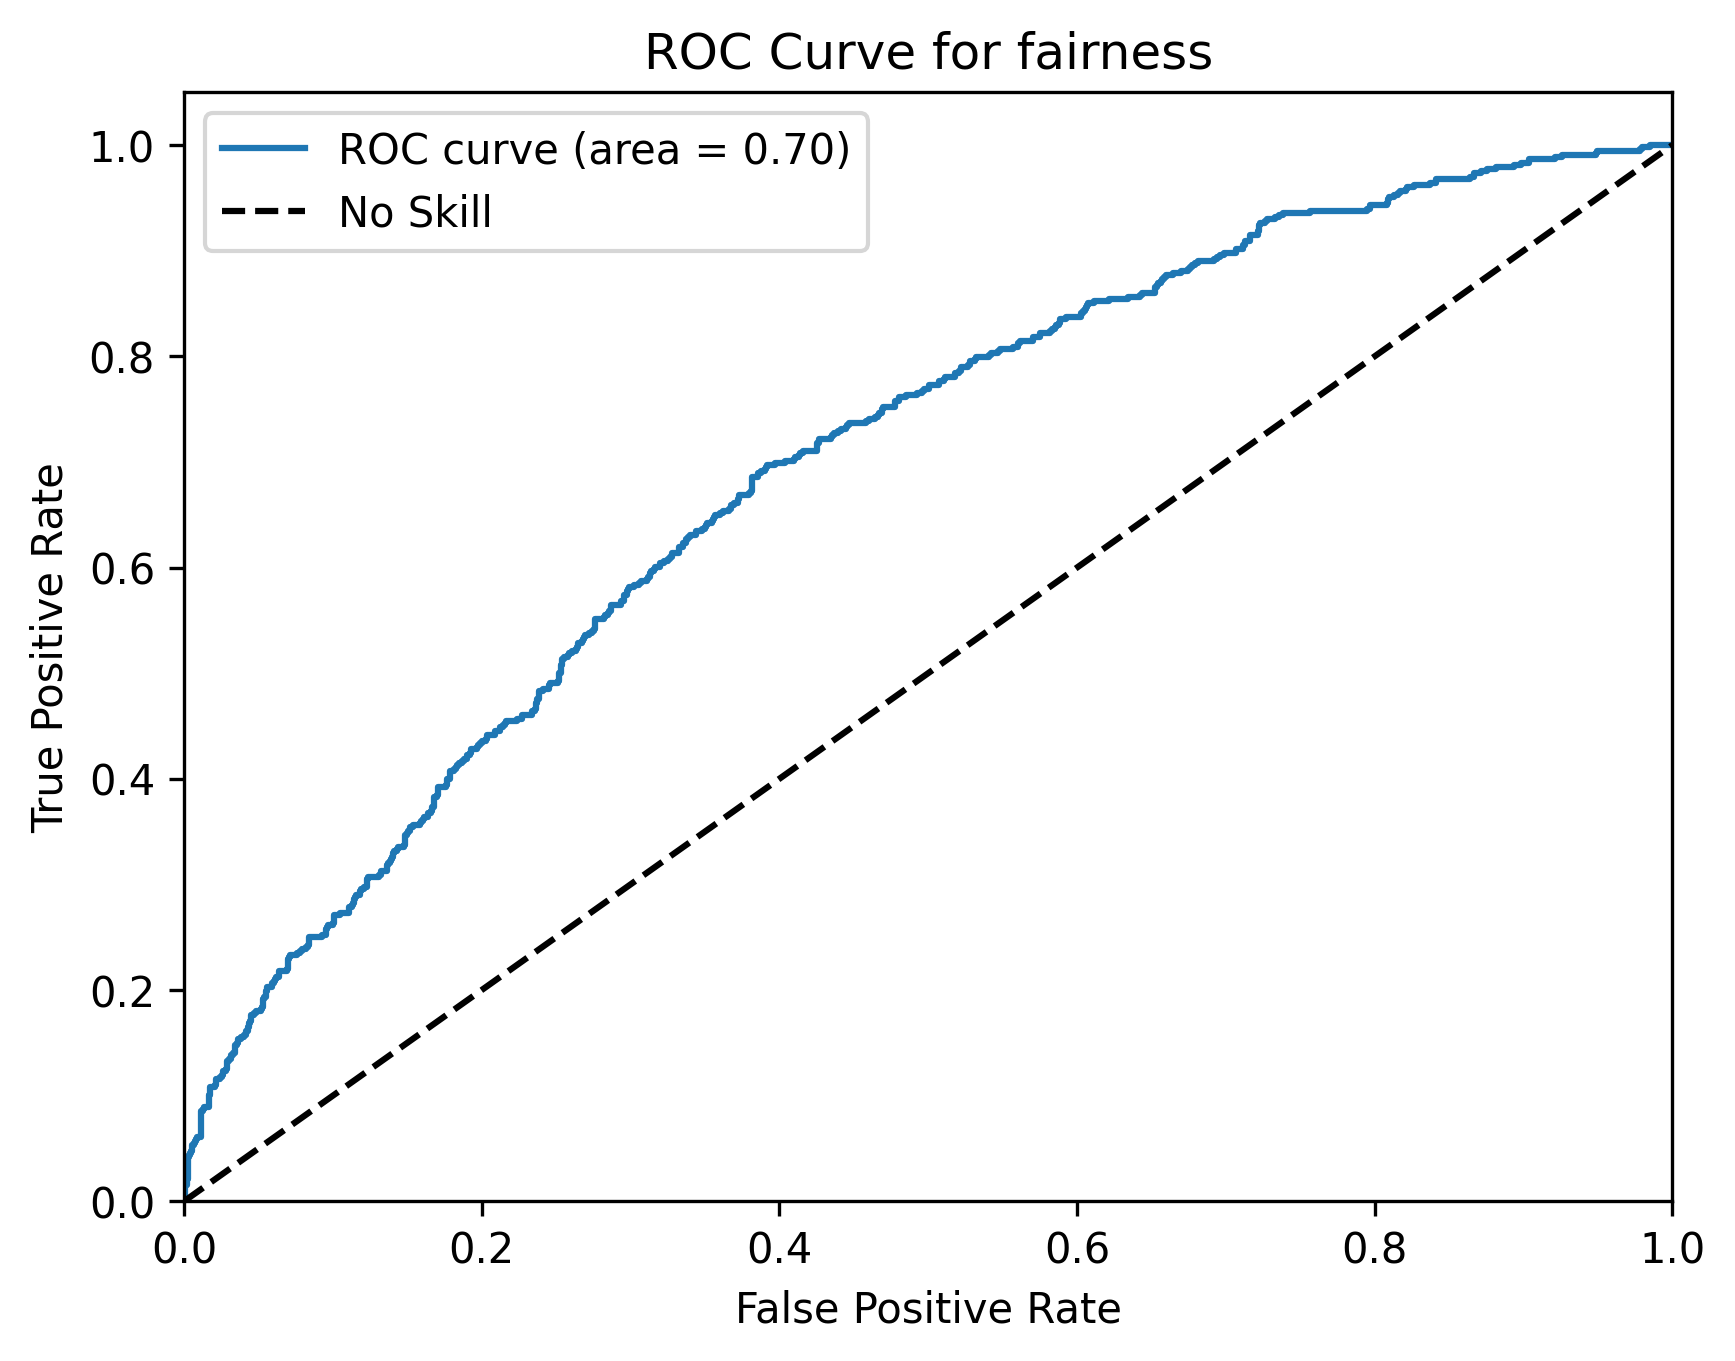 ROC Curve for fairness
ROC curve (area = 0.70)
No Skill
True Positive Rate
1.0
0.8
0.6
0.4
0.2
0.0
0.0 0.2 0.4 0.6 0.8 1.0
False Positive Rate